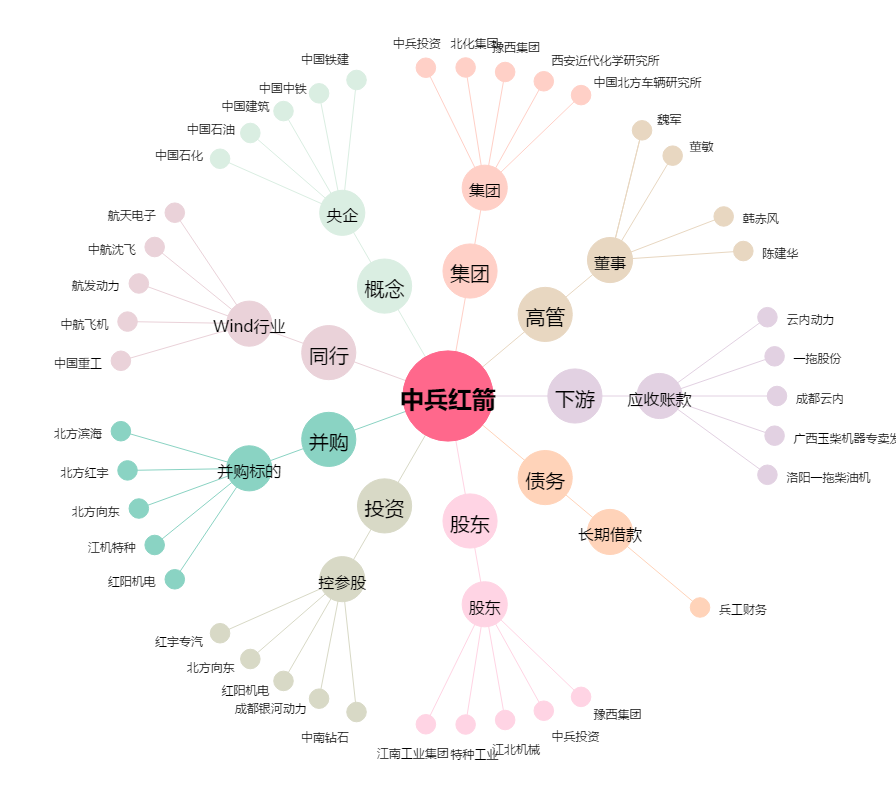 中兵投资
北化集团
豫西集团
西安近代化学研究所
中国北方车辆研究所
中国铁建
中国中铁
中国建筑
中国石油
中国石化
魏军
董敏
韩赤风
陈建华
集团
央企
董事
航天电子
中航沈飞
航发动力
中航飞机
中国重工
集团
概念
高管
Wind行业
同行
云内动力
一拖股份
成都云内
广西玉柴机器专卖发
洛阳一拖柴油机
中兵红箭
下游
应收账款
北方滨海
北方红宇
北方向东
江机特种
红阳机电
并购
并购标的
债务
投资
股东
长期借款
控参股
股东
兵工财务
红宇专汽
北方向东
红阳机电
成都银河动力
中南钻石
豫西集团
中兵投资
江北机械
特种工业
江南工业集团